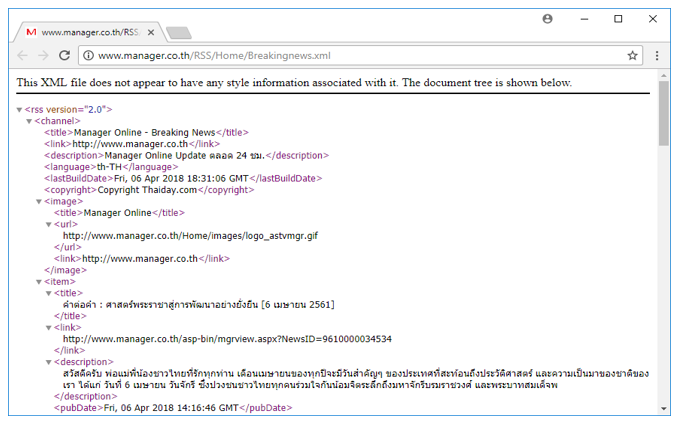 www.manager.co.th/RSS
www.manager.co.th/RSS/Home/Breakingnews.xml
This XML file does not appear to have any style information associated with it. The document tree is shown below.
<rss version="2.0">
<channel>
<title>Manager Online - Breaking News</title>
<link>http://www.manager.co.th</link>
<description>Manager Online Update ตลอด 24 ชม.</description>
<language>th-TH</language>
<lastBuildDate>Fri, 06 Apr 2018 18:31:06 GMT</lastBuildDate>
<copyright>Copyright Thaiday.com</copyright>
<image>
<title>Manager Online</title>
<url>
http://www.manager.co.th/Home/images/logo_astvmgr.gif
</url>
<link>http://www.manager.co.th</link>
</image>
<item>
<title>
คำต่อคำ : ศาสตร์พระราชาสู่การพัฒนาอย่างยั่งยืน [6 เมษายน 2561]
</title>
<link>
http://www.manager.co.th/asp-bin/mgrview.aspx?NewsID=9610000034534
</link>
<description>
สวัสดีครับ พ่อแม่พี่น้องชาวไทยที่รักทุกท่าน เดือนเมษายนของทุกปีจะมีวันสำคัญๆ ของประเทศที่สะท้อนถึงประวัติศาสตร์ และความเป็นมาของชาติของ
เรา ได้แก่ วันที่ 6 เมษายน วันจักรี ซึ่งปวงชนชาวไทยทุกคนร่วมใจกันน้อมจิตระลึกถึงมหาจักรีบรมราชวงศ์ และพระบาทสมเด็จพ
</description>
<pubDate>Fri, 06 Apr 2018 14:16:46 GMT</pubDate>